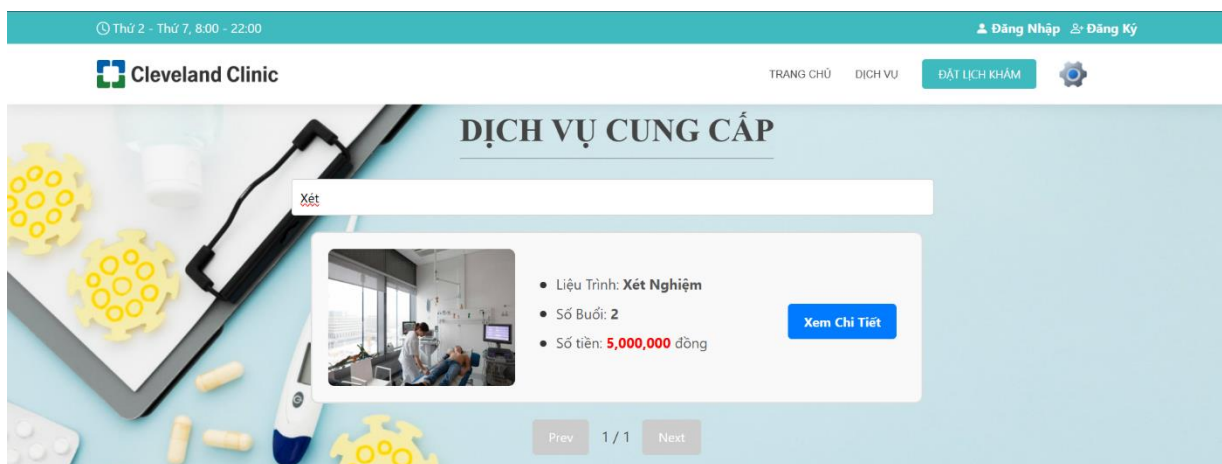 Thứ 2 - Thứ 7, 8:00 - 22:00
Đăng Nhập Đăng Ký
Cleveland Clinic
TRANG CHỦ DỊCH VỤ ĐẶT LỊCH KHÁM
DỊCH VỤ CUNG CẤP
Xét
Liệu Trình: Xét Nghiệm
Số Buổi: 2
Số tiền: 5,000,000 đồng
Xem Chi Tiết
Prev 1 / 1 Next